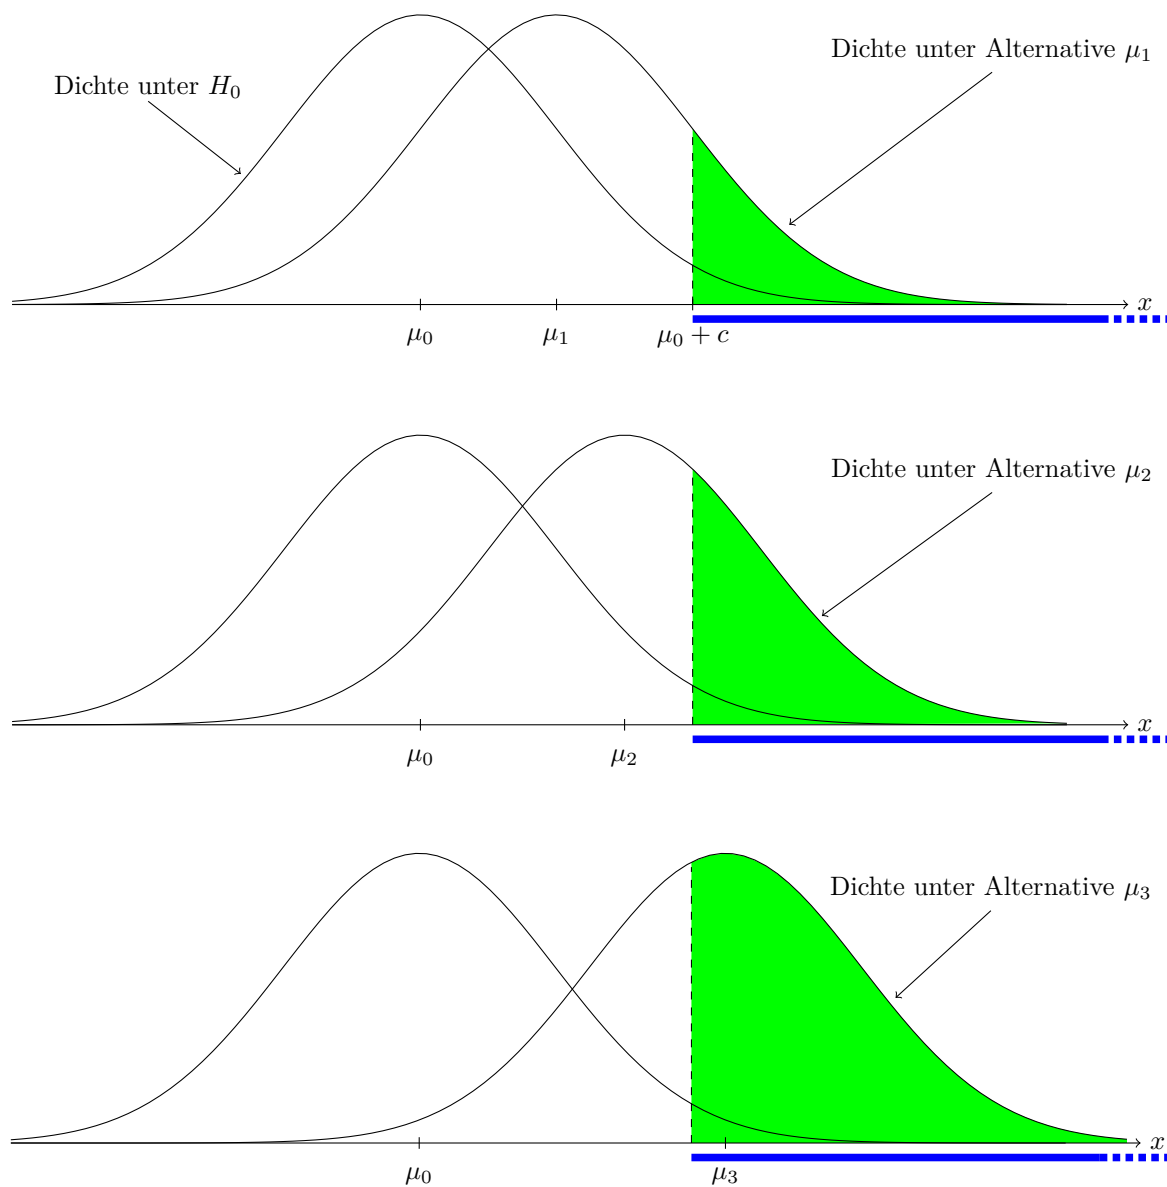 Dichte unter Alternative μ₁
Dichte unter H₀
x
μ₀ μ₁ μ₀ + c
Dichte unter Alternative μ₂
x
μ₀ μ₂
Dichte unter Alternative μ₃
x
μ₀ μ₃